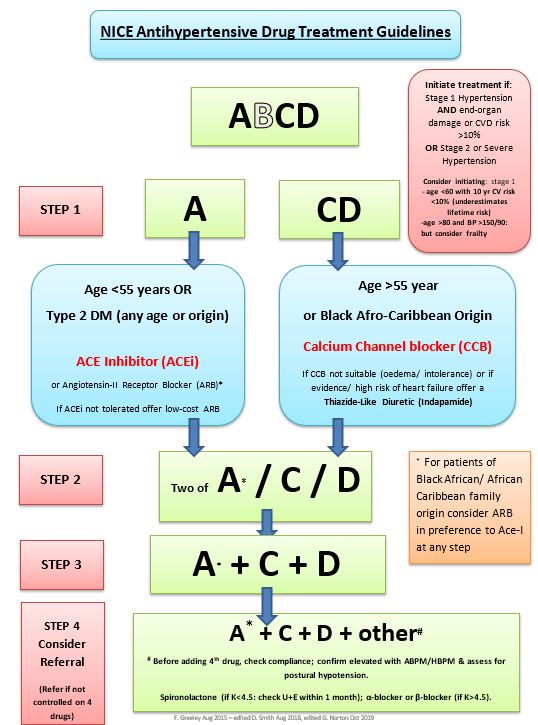 NICE Antihypertensive Drug Treatment Guidelines
ABCD
Initiate treatment if:
Stage 1 Hypertension
AND end-organ
damage or CVD risk
>10%
OR Stage 2 or Severe
Hypertension
Consider initiating: stage 1
- age <60 with 10 yr CV risk
<10% (underestimates
lifetime risk)
-age >80 and BP >150/90:
but consider frailty
STEP 1
A
CD
Age <55 years OR
Type 2 DM (any age or origin)
ACE Inhibitor (ACEi)
or Angiotensin-II Receptor Blocker (ARB)*
If ACEi not tolerated offer low-cost ARB
Age >55 year
or Black Afro-Caribbean Origin
Calcium Channel blocker (CCB)
If CCB not suitable (oedema/ intolerance) or if
evidence/ high risk of heart failure offer a
Thiazide-Like Diuretic (Indapamide)
STEP 2
Two of A* / C / D
* For patients of
Black African/ African
Caribbean family
origin consider ARB
in preference to Ace-I
at any step
STEP 3
A* + C + D
STEP 4
Consider
Referral
(Refer if not
controlled on 4
drugs)
A* + C + D + other#
# Before adding 4th drug, check compliance; confirm elevated with ABPM/HBPM & assess for
postural hypotension.
Spironolactone (if K<4.5: check U+E within 1 month); α-blocker or β-blocker (if K>4.5).
F. Greeley Aug 2015 – edited D. Smith Aug 2018, edited G. Norton Oct 2019